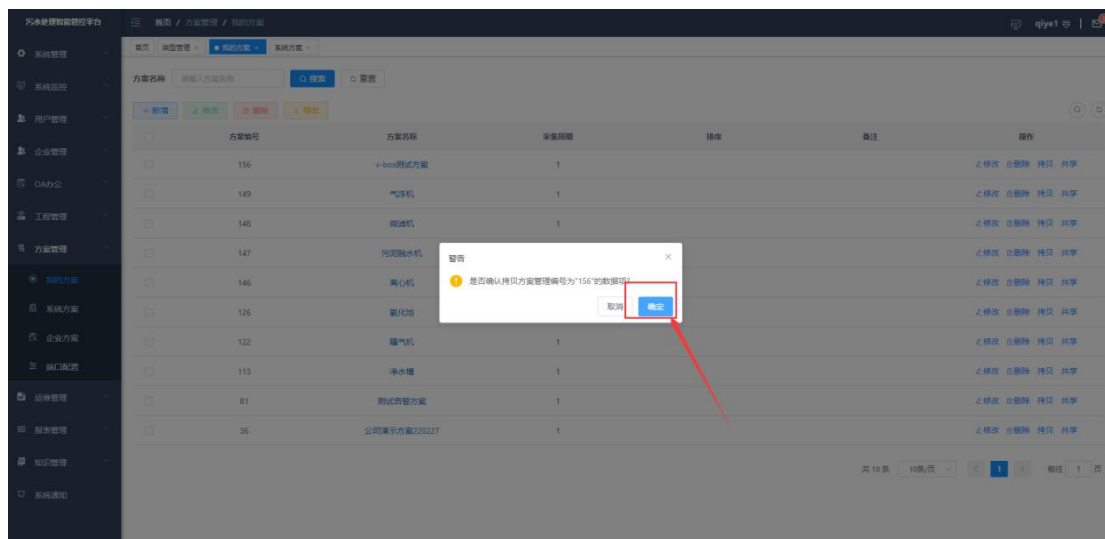 污水处理智能管控平台
首页 / 方案管理 / 我的方案
qlye1
系统管理
系统监控
用户管理
企业管理
OA办公
工程管理
方案管理
我的方案
系统方案
企业方案
端口配置
运维管理
报表管理
知识管理
系统通知
首页 类型管理 × 我的方案 × 系统方案 ×
方案名称 请输入方案名称 搜索 重置
+ 新增 修改 删除 导出
方案编号 方案名称 采集周期 排序 备注 操作
156 v-box测试方案 1 修改 删除 拷贝 共享
149 气浮机 1 修改 删除 拷贝 共享
148 微滤机 1 修改 删除 拷贝 共享
147 污泥脱水机 修改 删除 拷贝 共享
146 离心机 修改 删除 拷贝 共享
126 氧化池 修改 删除 拷贝 共享
122 曝气机 1 修改 删除 拷贝 共享
113 净水槽 1 修改 删除 拷贝 共享
81 测试告警方案 1 修改 删除 拷贝 共享
36 公司演示方案220227 1 修改 删除 拷贝 共享
警告 ×
是否确认拷贝方案管理编号为"156"的数据项?
取消 确定
共 10 条 10条/页 < 1 > 前往 1 页